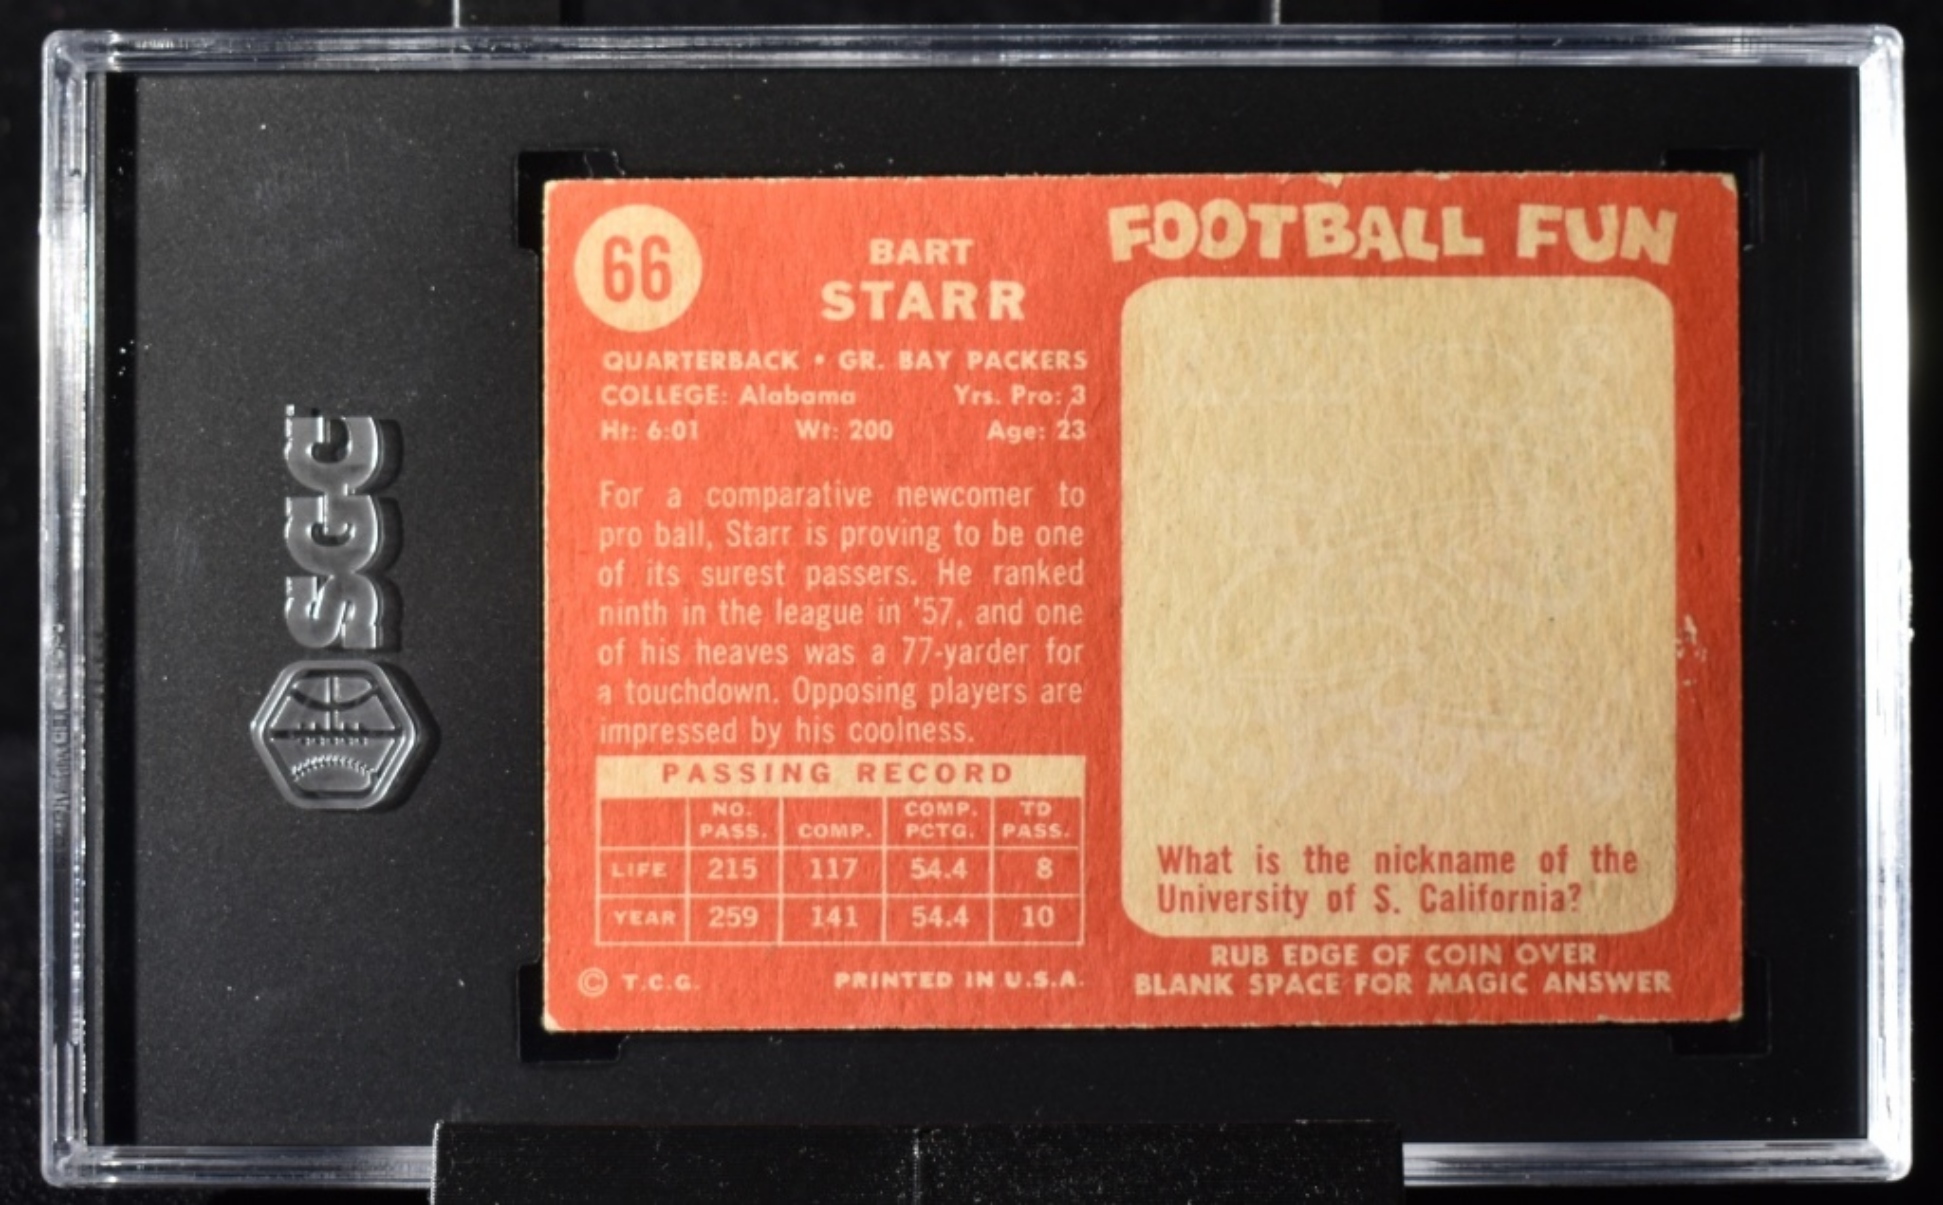 SGC
66
BART
STARR
QUARTERBACK • GR. BAY PACKERS
COLLEGE: Alabama Yrs. Pro: 3
Ht: 6:01 Wt: 200 Age: 23
For a comparative newcomer to
pro ball, Starr is proving to be one
of its surest passers. He ranked
ninth in the league in '57, and one
of his heaves was a 77-yarder for
a touchdown. Opposing players are
impressed by his coolness.
PASSING RECORD
NO. PASS. COMP. COMP. PCTG. TD PASS.
LIFE 215 117 54.4 8
YEAR 259 141 54.4 10
© T.C.G. PRINTED IN U.S.A.
FOOTBALL FUN
What is the nickname of the
University of S. California?
RUB EDGE OF COIN OVER
BLANK SPACE FOR MAGIC ANSWER